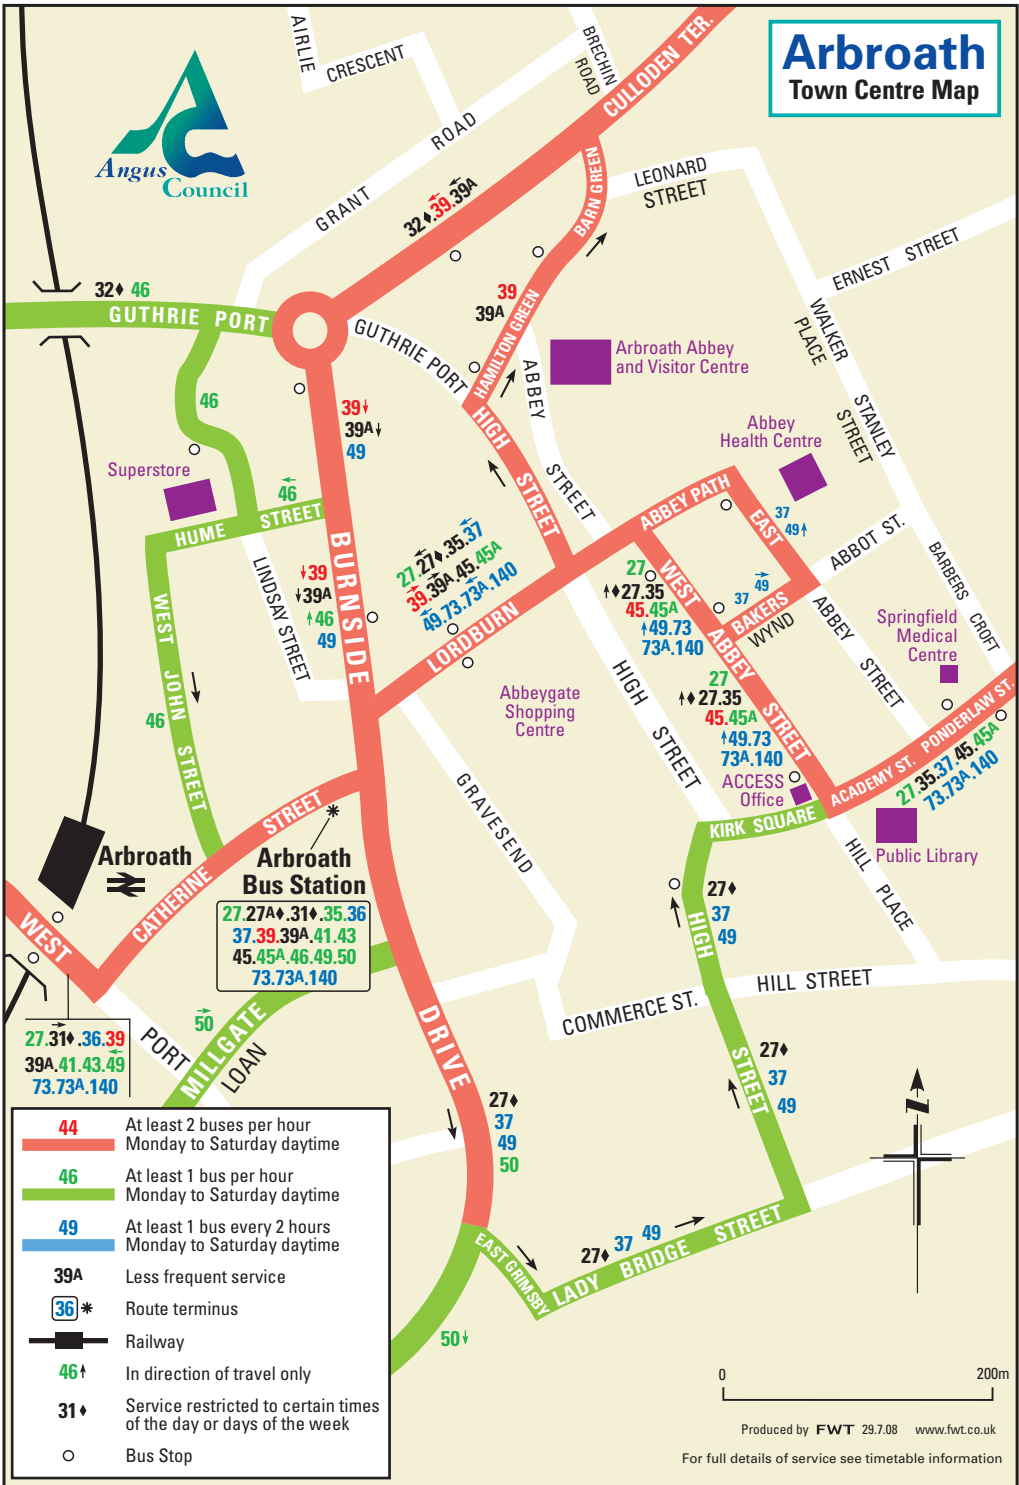 Arbroath
Town Centre Map
Angus
Council
AIRLIE
CRESCENT
BRECHIN
ROAD
CULLODEN TER.
ROAD
GRANT
32♦.39.39A
BARN GREEN
LEONARD
STREET
ERNEST STREET
32♦ 46
GUTHRIE PORT
GUTHRIE PORT
39
39A
HAMILTON GREEN
ABBEY
STREET
Arbroath Abbey
and Visitor Centre
WALKER
PLACE
STANLEY
STREET
46
39↓
39A↓
49
HIGH
STREET
Abbey
Health Centre
Superstore
46
HUME STREET
BURNSIDE
27.27♦.35.37
39.39A.45.45A
49.73.73A.140
LORDBURN
ABBEY PATH
EAST
37
49↑
ABBOT ST.
BARBERS
CROFT
WEST JOHN STREET
LINDSAY STREET
↓39
↓39A
↑46
49
27
↑♦27.35
45.45A
↑49.73
73A.140
WEST
ABBEY
STREET
49
37
BAKERS
WYND
ABBEY
STREET
Springfield
Medical
Centre
46
Abbeygate
Shopping
Centre
HIGH
STREET
27
↑♦27.35
45.45A
↑49.73
73A.140
ACCESS
Office
ACADEMY ST.
PONDERLAW ST.
27.35.37.45.45A
73.73A.140
GRAVESEND
KIRK SQUARE
HILL
PLACE
Public Library
Arbroath
CATHERINE
STREET
Arbroath
Bus Station
27.27A♦.31♦.35.36
37.39.39A.41.43
45.45A.46.49.50
73.73A.140
WEST
PORT
27.31♦.36.39
39A.41.43.49
73.73A.140
50
MILLGATE
LOAN
DRIVE
27♦
37
49
HIGH
STREET
COMMERCE ST.
HILL STREET
27♦
37
49
27♦
37
49
50
EAST GRIMSBY
27♦ 37 49
LADY BRIDGE STREET
50↓
N
44 At least 2 buses per hour
Monday to Saturday daytime
46 At least 1 bus per hour
Monday to Saturday daytime
49 At least 1 bus every 2 hours
Monday to Saturday daytime
39A Less frequent service
36 * Route terminus
Railway
46↑ In direction of travel only
31♦ Service restricted to certain times
of the day or days of the week
Bus Stop
0 200m
Produced by FWT 29.7.08 www.fwt.co.uk
For full details of service see timetable information